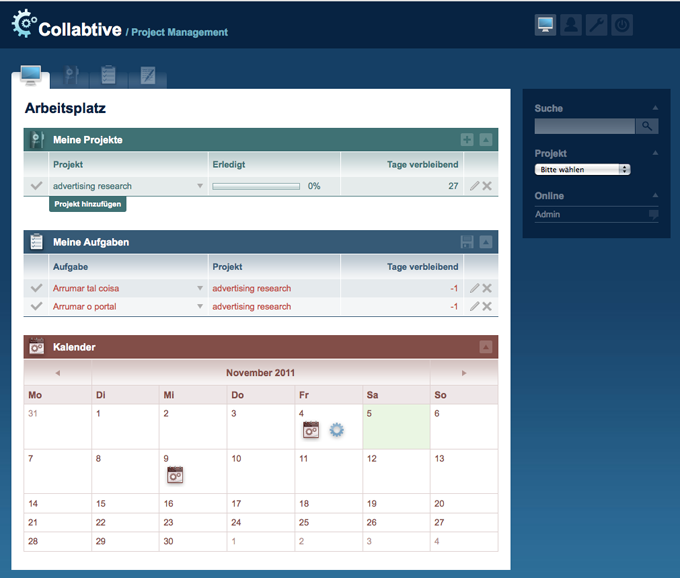 Collabtive / Project Management
Arbeitsplatz
Meine Projekte
Projekt Erledigt Tage verbleibend
advertising research 0% 27
Projekt hinzufügen
Meine Aufgaben
Aufgabe Projekt Tage verbleibend
Arrumar tal coisa advertising research -1
Arrumar o portal advertising research -1
Kalender
November 2011
Mo Di Mi Do Fr Sa So
31 1 2 3 4 5 6
7 8 9 10 11 12 13
14 15 16 17 18 19 20
21 22 23 24 25 26 27
28 29 30 1 2 3 4
Suche
Projekt
Bitte wählen
Online
Admin